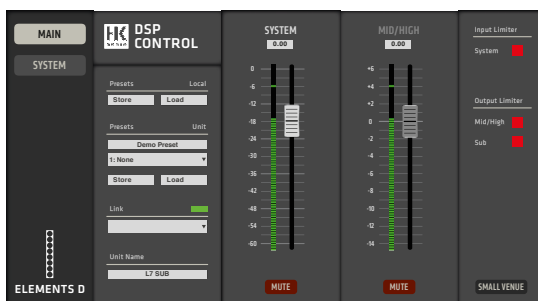 MAIN
SYSTEM
ELEMENTS D
HK
DSP
CONTROL
Presets Local
Store Load
Presets Unit
Demo Preset
1: None
Store Load
Link
Unit Name
L7 SUB
SYSTEM
0.00
0
-6
-12
-18
-24
-30
-36
-42
-48
-54
-60
MUTE
MID/HIGH
0.00
+6
+4
+2
0
-2
-4
-6
-8
-10
-12
-14
MUTE
Input Limiter
System
Output Limiter
Mid/High
Sub
SMALL VENUE